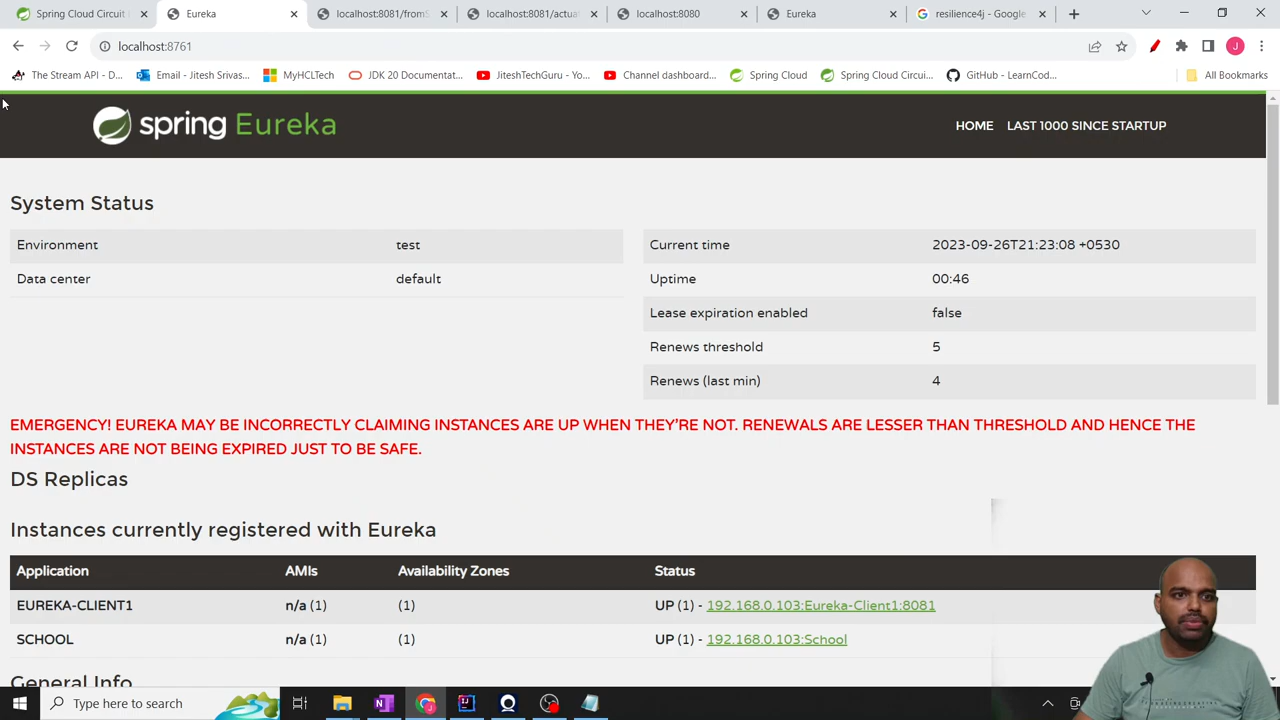 Spring Cloud Circuit
Eureka
localhost:8081/fromS
localhost:8081/actua
localhost:8080
Eureka
resilience4j - Google
localhost:8761
The Stream API - D...
Email - Jitesh Srivas...
MyHCLTech
JDK 20 Documentat...
JiteshTechGuru - Yo...
Channel dashboard...
Spring Cloud
Spring Cloud Circui...
GitHub - LearnCod...
All Bookmarks
spring Eureka
HOME
LAST 1000 SINCE STARTUP
System Status
Environment test
Data center default
Current time 2023-09-26T21:23:08 +0530
Uptime 00:46
Lease expiration enabled false
Renews threshold 5
Renews (last min) 4
EMERGENCY! EUREKA MAY BE INCORRECTLY CLAIMING INSTANCES ARE UP WHEN THEY'RE NOT. RENEWALS ARE LESSER THAN THRESHOLD AND HENCE THE
INSTANCES ARE NOT BEING EXPIRED JUST TO BE SAFE.
DS Replicas
Instances currently registered with Eureka
Application AMIs Availability Zones Status
EUREKA-CLIENT1 n/a (1) (1) UP (1) - 192.168.0.103:Eureka-Client1:8081
SCHOOL n/a (1) (1) UP (1) - 192.168.0.103:School
General Info
Type here to search